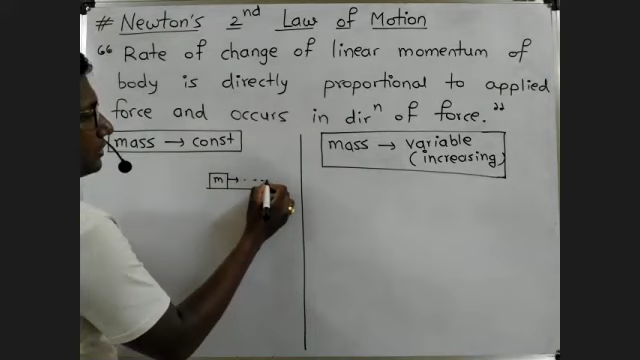 # Newton's 2nd Law of Motion
"Rate of change of linear momentum of
body is directly proportional to applied
force and occurs in dirⁿ of force."
mass → const
mass → variable
(increasing)
m